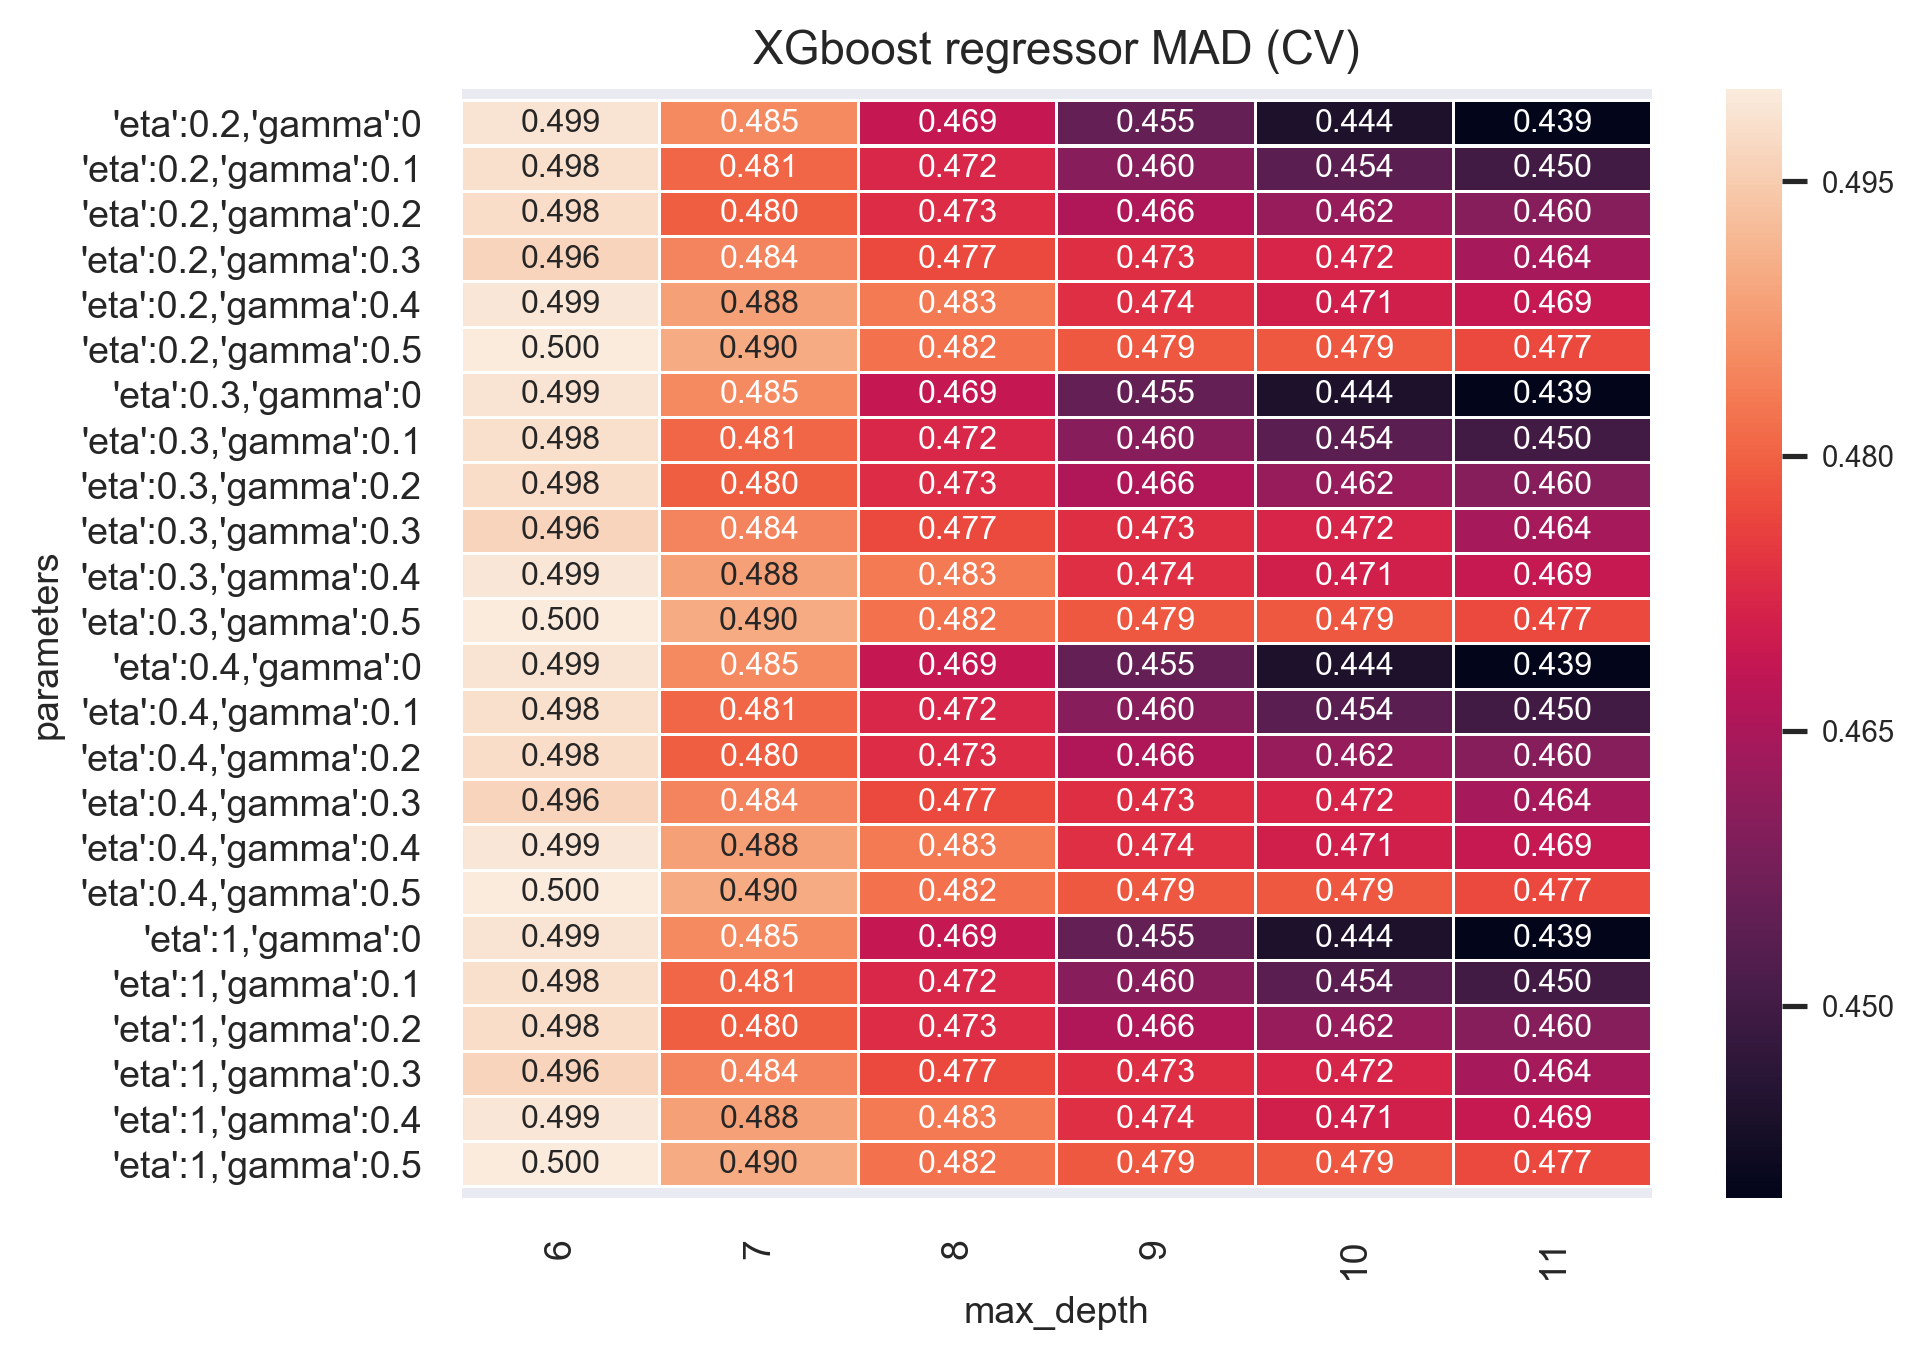 XGboost regressor MAD (CV)
'eta':0.2,'gamma':0 0.499 0.485 0.469 0.455 0.444 0.439
'eta':0.2,'gamma':0.1 0.498 0.481 0.472 0.460 0.454 0.450
'eta':0.2,'gamma':0.2 0.498 0.480 0.473 0.466 0.462 0.460
'eta':0.2,'gamma':0.3 0.496 0.484 0.477 0.473 0.472 0.464
'eta':0.2,'gamma':0.4 0.499 0.488 0.483 0.474 0.471 0.469
'eta':0.2,'gamma':0.5 0.500 0.490 0.482 0.479 0.479 0.477
'eta':0.3,'gamma':0 0.499 0.485 0.469 0.455 0.444 0.439
'eta':0.3,'gamma':0.1 0.498 0.481 0.472 0.460 0.454 0.450
'eta':0.3,'gamma':0.2 0.498 0.480 0.473 0.466 0.462 0.460
'eta':0.3,'gamma':0.3 0.496 0.484 0.477 0.473 0.472 0.464
'eta':0.3,'gamma':0.4 0.499 0.488 0.483 0.474 0.471 0.469
'eta':0.3,'gamma':0.5 0.500 0.490 0.482 0.479 0.479 0.477
'eta':0.4,'gamma':0 0.499 0.485 0.469 0.455 0.444 0.439
'eta':0.4,'gamma':0.1 0.498 0.481 0.472 0.460 0.454 0.450
'eta':0.4,'gamma':0.2 0.498 0.480 0.473 0.466 0.462 0.460
'eta':0.4,'gamma':0.3 0.496 0.484 0.477 0.473 0.472 0.464
'eta':0.4,'gamma':0.4 0.499 0.488 0.483 0.474 0.471 0.469
'eta':0.4,'gamma':0.5 0.500 0.490 0.482 0.479 0.479 0.477
'eta':1,'gamma':0 0.499 0.485 0.469 0.455 0.444 0.439
'eta':1,'gamma':0.1 0.498 0.481 0.472 0.460 0.454 0.450
'eta':1,'gamma':0.2 0.498 0.480 0.473 0.466 0.462 0.460
'eta':1,'gamma':0.3 0.496 0.484 0.477 0.473 0.472 0.464
'eta':1,'gamma':0.4 0.499 0.488 0.483 0.474 0.471 0.469
'eta':1,'gamma':0.5 0.500 0.490 0.482 0.479 0.479 0.477
parameters
6 7 8 9 10 11
max_depth
0.495
0.480
0.465
0.450